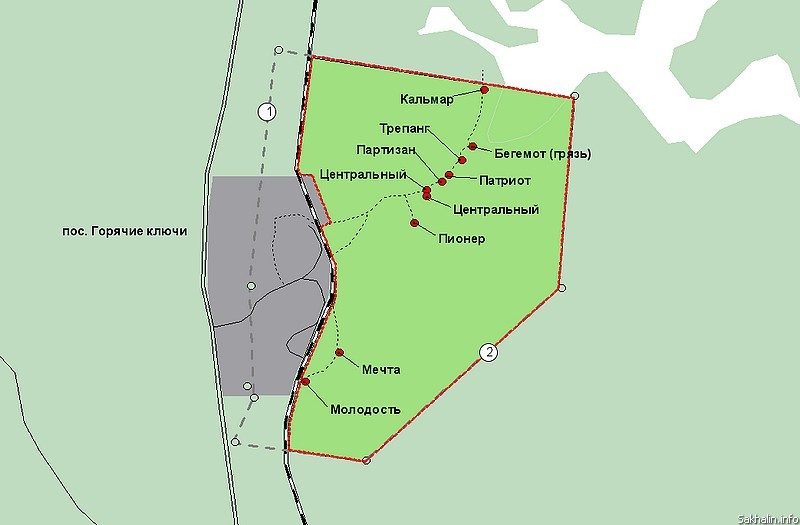 1
Кальмар
Трепанг
Партизан
Бегемот (грязь)
Центральный
Патриот
Центральный
пос. Горячие ключи
Пионер
2
Мечта
Молодость
Sakhalin.info